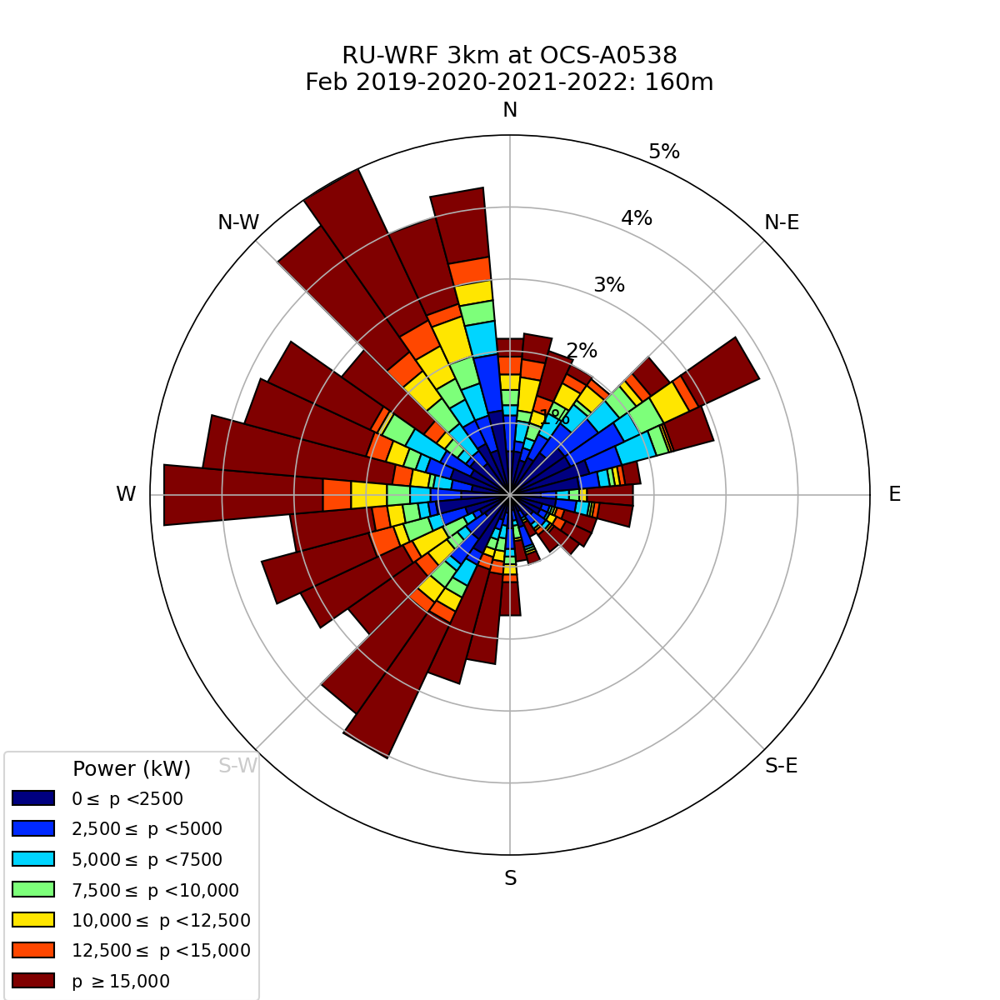 RU-WRF 3km at OCS-A0538
Feb 2019-2020-2021-2022: 160m
N
5%
N-W
4%
N-E
3%
2%
1%
W
E
S-W
S-E
S
Power (kW)
0≤ p <2500
2,500≤ p <5000
5,000≤ p <7500
7,500≤ p <10,000
10,000≤ p <12,500
12,500≤ p <15,000
p ≥15,000